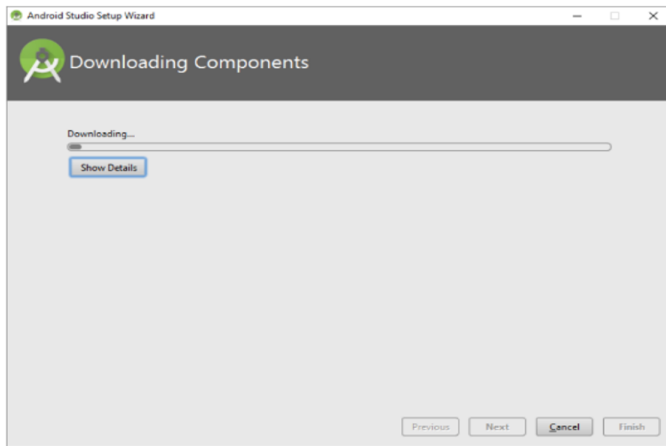 Android Studio Setup Wizard
Downloading Components
Downloading...
Show Details
Previous Next Cancel Finish